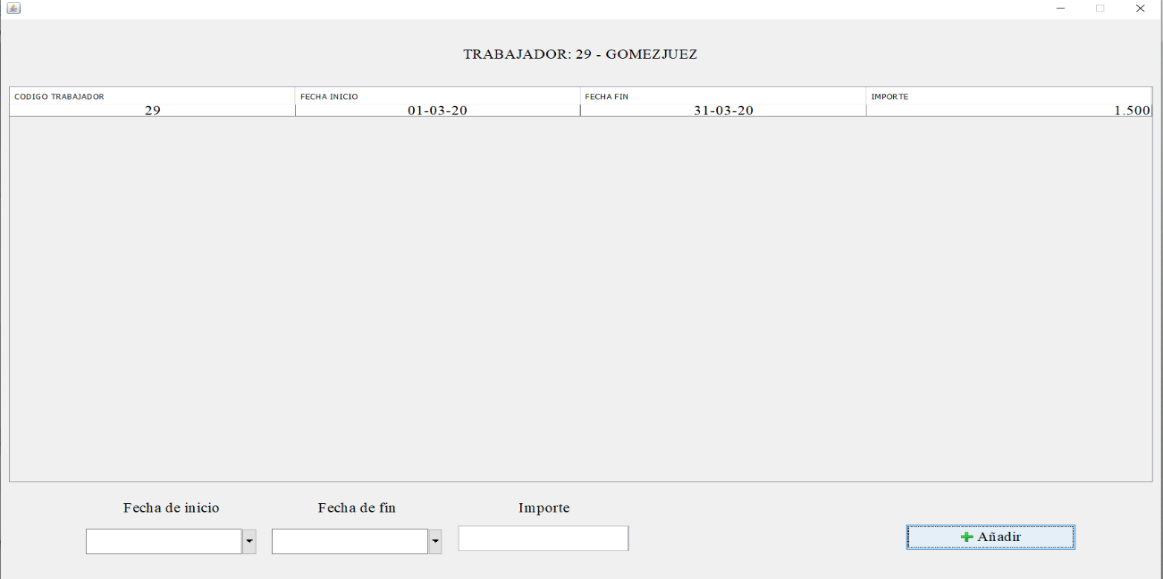 TRABAJADOR: 29 - GOMEZJUEZ
CODIGO TRABAJADOR FECHA INICIO FECHA FIN IMPORTE
29 01-03-20 31-03-20 1.500
Fecha de inicio Fecha de fin Importe
Añadir